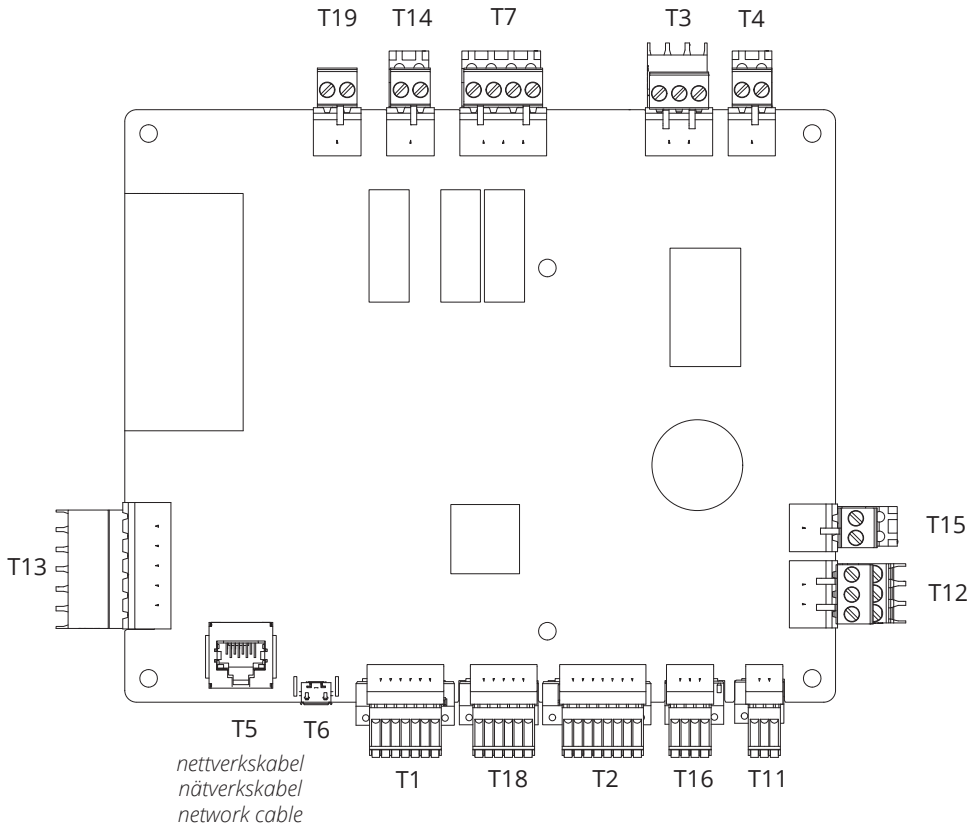 T19 T14 T7 T3 T4
T15
T13
T12
T5 T6
T1 T18 T2 T16 T11
nettverkskabel
nätverkskabel
network cable